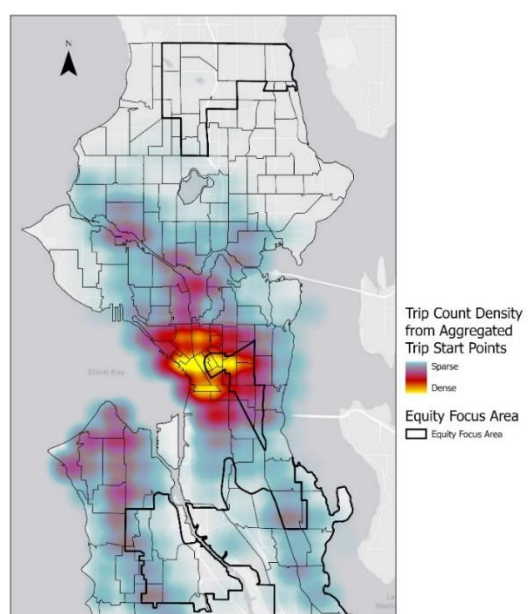 N
Elliott Bay
Trip Count Density
from Aggregated
Trip Start Points
Sparse
Dense
Equity Focus Area
Equity Focus Area